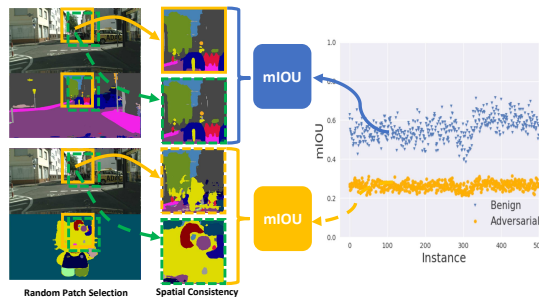 mIOU
mIOU
Random Patch Selection
Spatial Consistency
1.0
0.8
0.6
0.4
0.2
0.0
mIOU
0
100
200
300
400
500
Instance
Benign
Adversarial